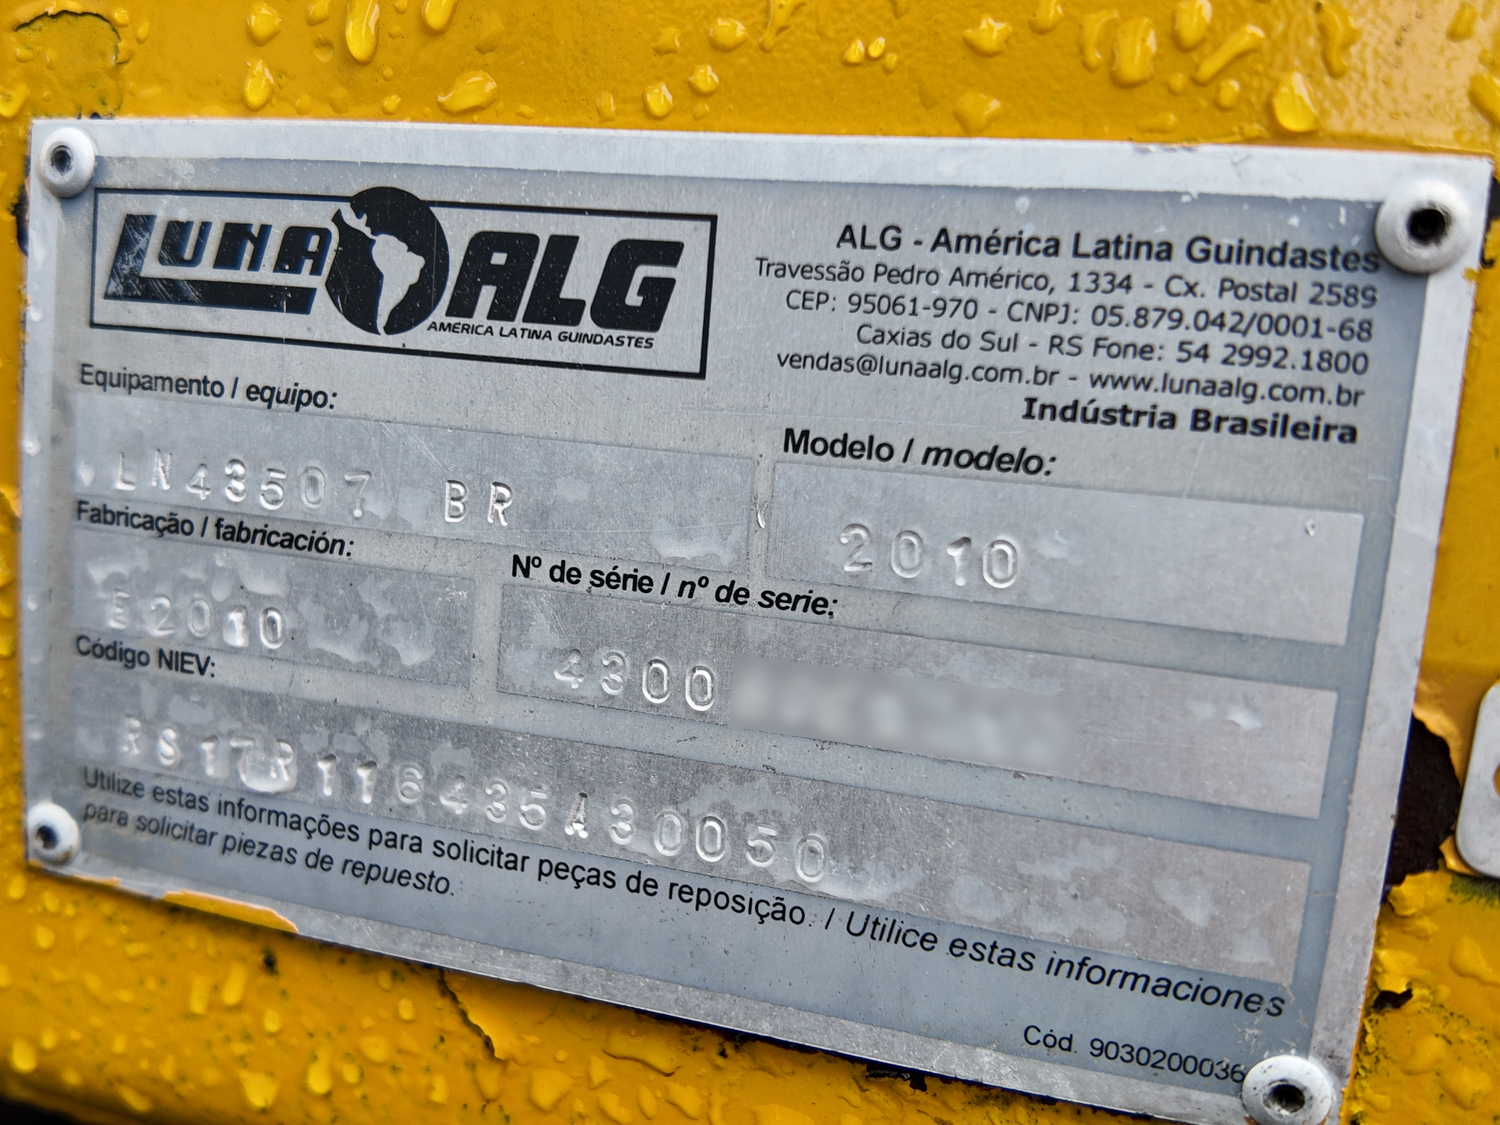 LUNA ALG
AMÉRICA LATINA GUINDASTES
ALG - América Latina Guindastes
Travessão Pedro Américo, 1334 - Cx. Postal 2589
CEP: 95061-970 - CNPJ: 05.879.042/0001-68
Caxias do Sul - RS Fone: 54 2992.1800
vendas@lunaalg.com.br - www.lunaalg.com.br
Indústria Brasileira
Equipamento / equipo:
LN43507 BR
Modelo / modelo:
2010
Fabricação / fabricación:
E2010
Nº de série / nº de serie:
4300
Código NIEV:
RS17R116435A30050
Utilize estas informações para solicitar peças de reposição. / Utilice estas informaciones
para solicitar piezas de repuesto.
Cód. 9030200036